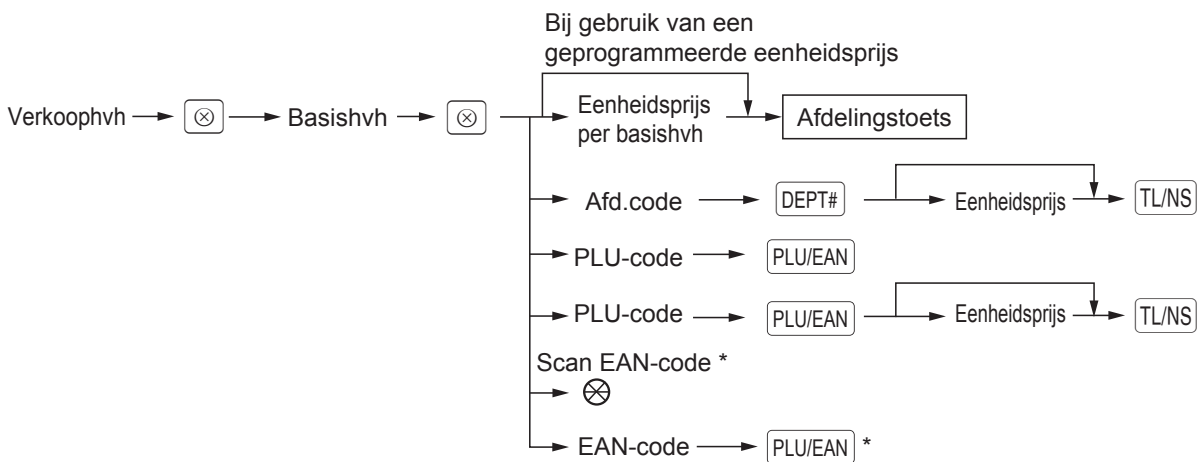 Bij gebruik van een
geprogrammeerde eenheidsprijs
Verkoophvh ⊗ Basishvh ⊗ Eenheidsprijs
per basishvh
Afdelingstoets
Afd.code DEPT# Eenheidsprijs TL/NS
PLU-code PLU/EAN
PLU-code PLU/EAN Eenheidsprijs TL/NS
Scan EAN-code *
EAN-code PLU/EAN *